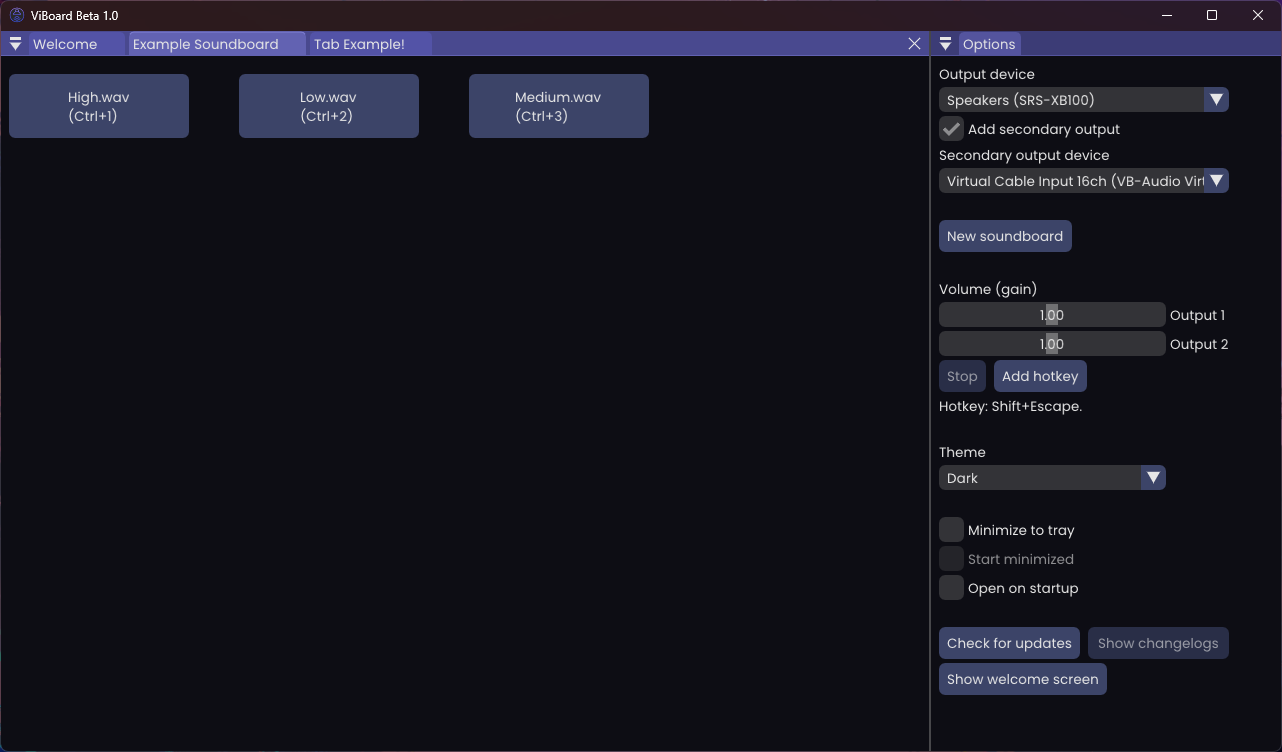 ViBoard Beta 1.0
Welcome
Example Soundboard
Tab Example!
High.wav
(Ctrl+1)
Low.wav
(Ctrl+2)
Medium.wav
(Ctrl+3)
Options
Output device
Speakers (SRS-XB100)
Add secondary output
Secondary output device
Virtual Cable Input 16ch (VB-Audio Virt
New soundboard
Volume (gain)
1.00 Output 1
1.00 Output 2
Stop
Add hotkey
Hotkey: Shift+Escape.
Theme
Dark
Minimize to tray
Start minimized
Open on startup
Check for updates
Show changelogs
Show welcome screen